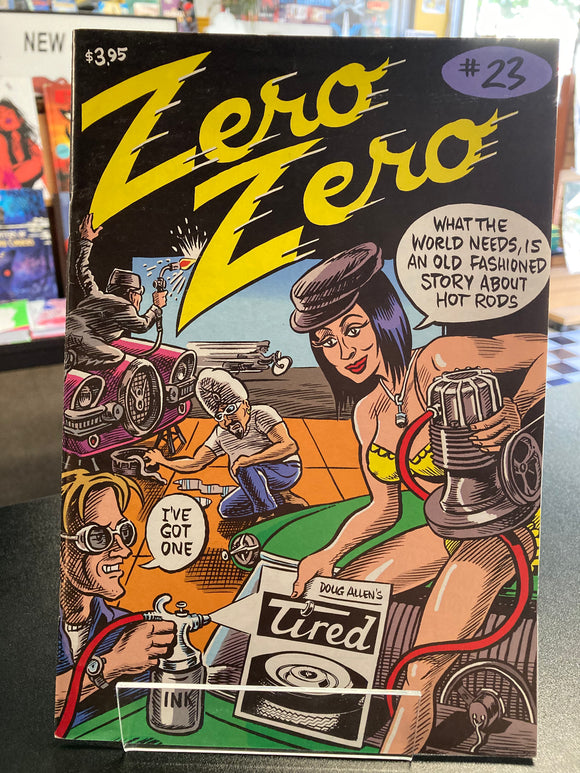 NEW
$3.95
#23
Zero
Zero
WHAT THE
WORLD NEEDS, IS
AN OLD FASHIONED
STORY ABOUT
HOT RODS
I'VE
GOT
ONE
DOUG ALLEN'S
Tired
INK